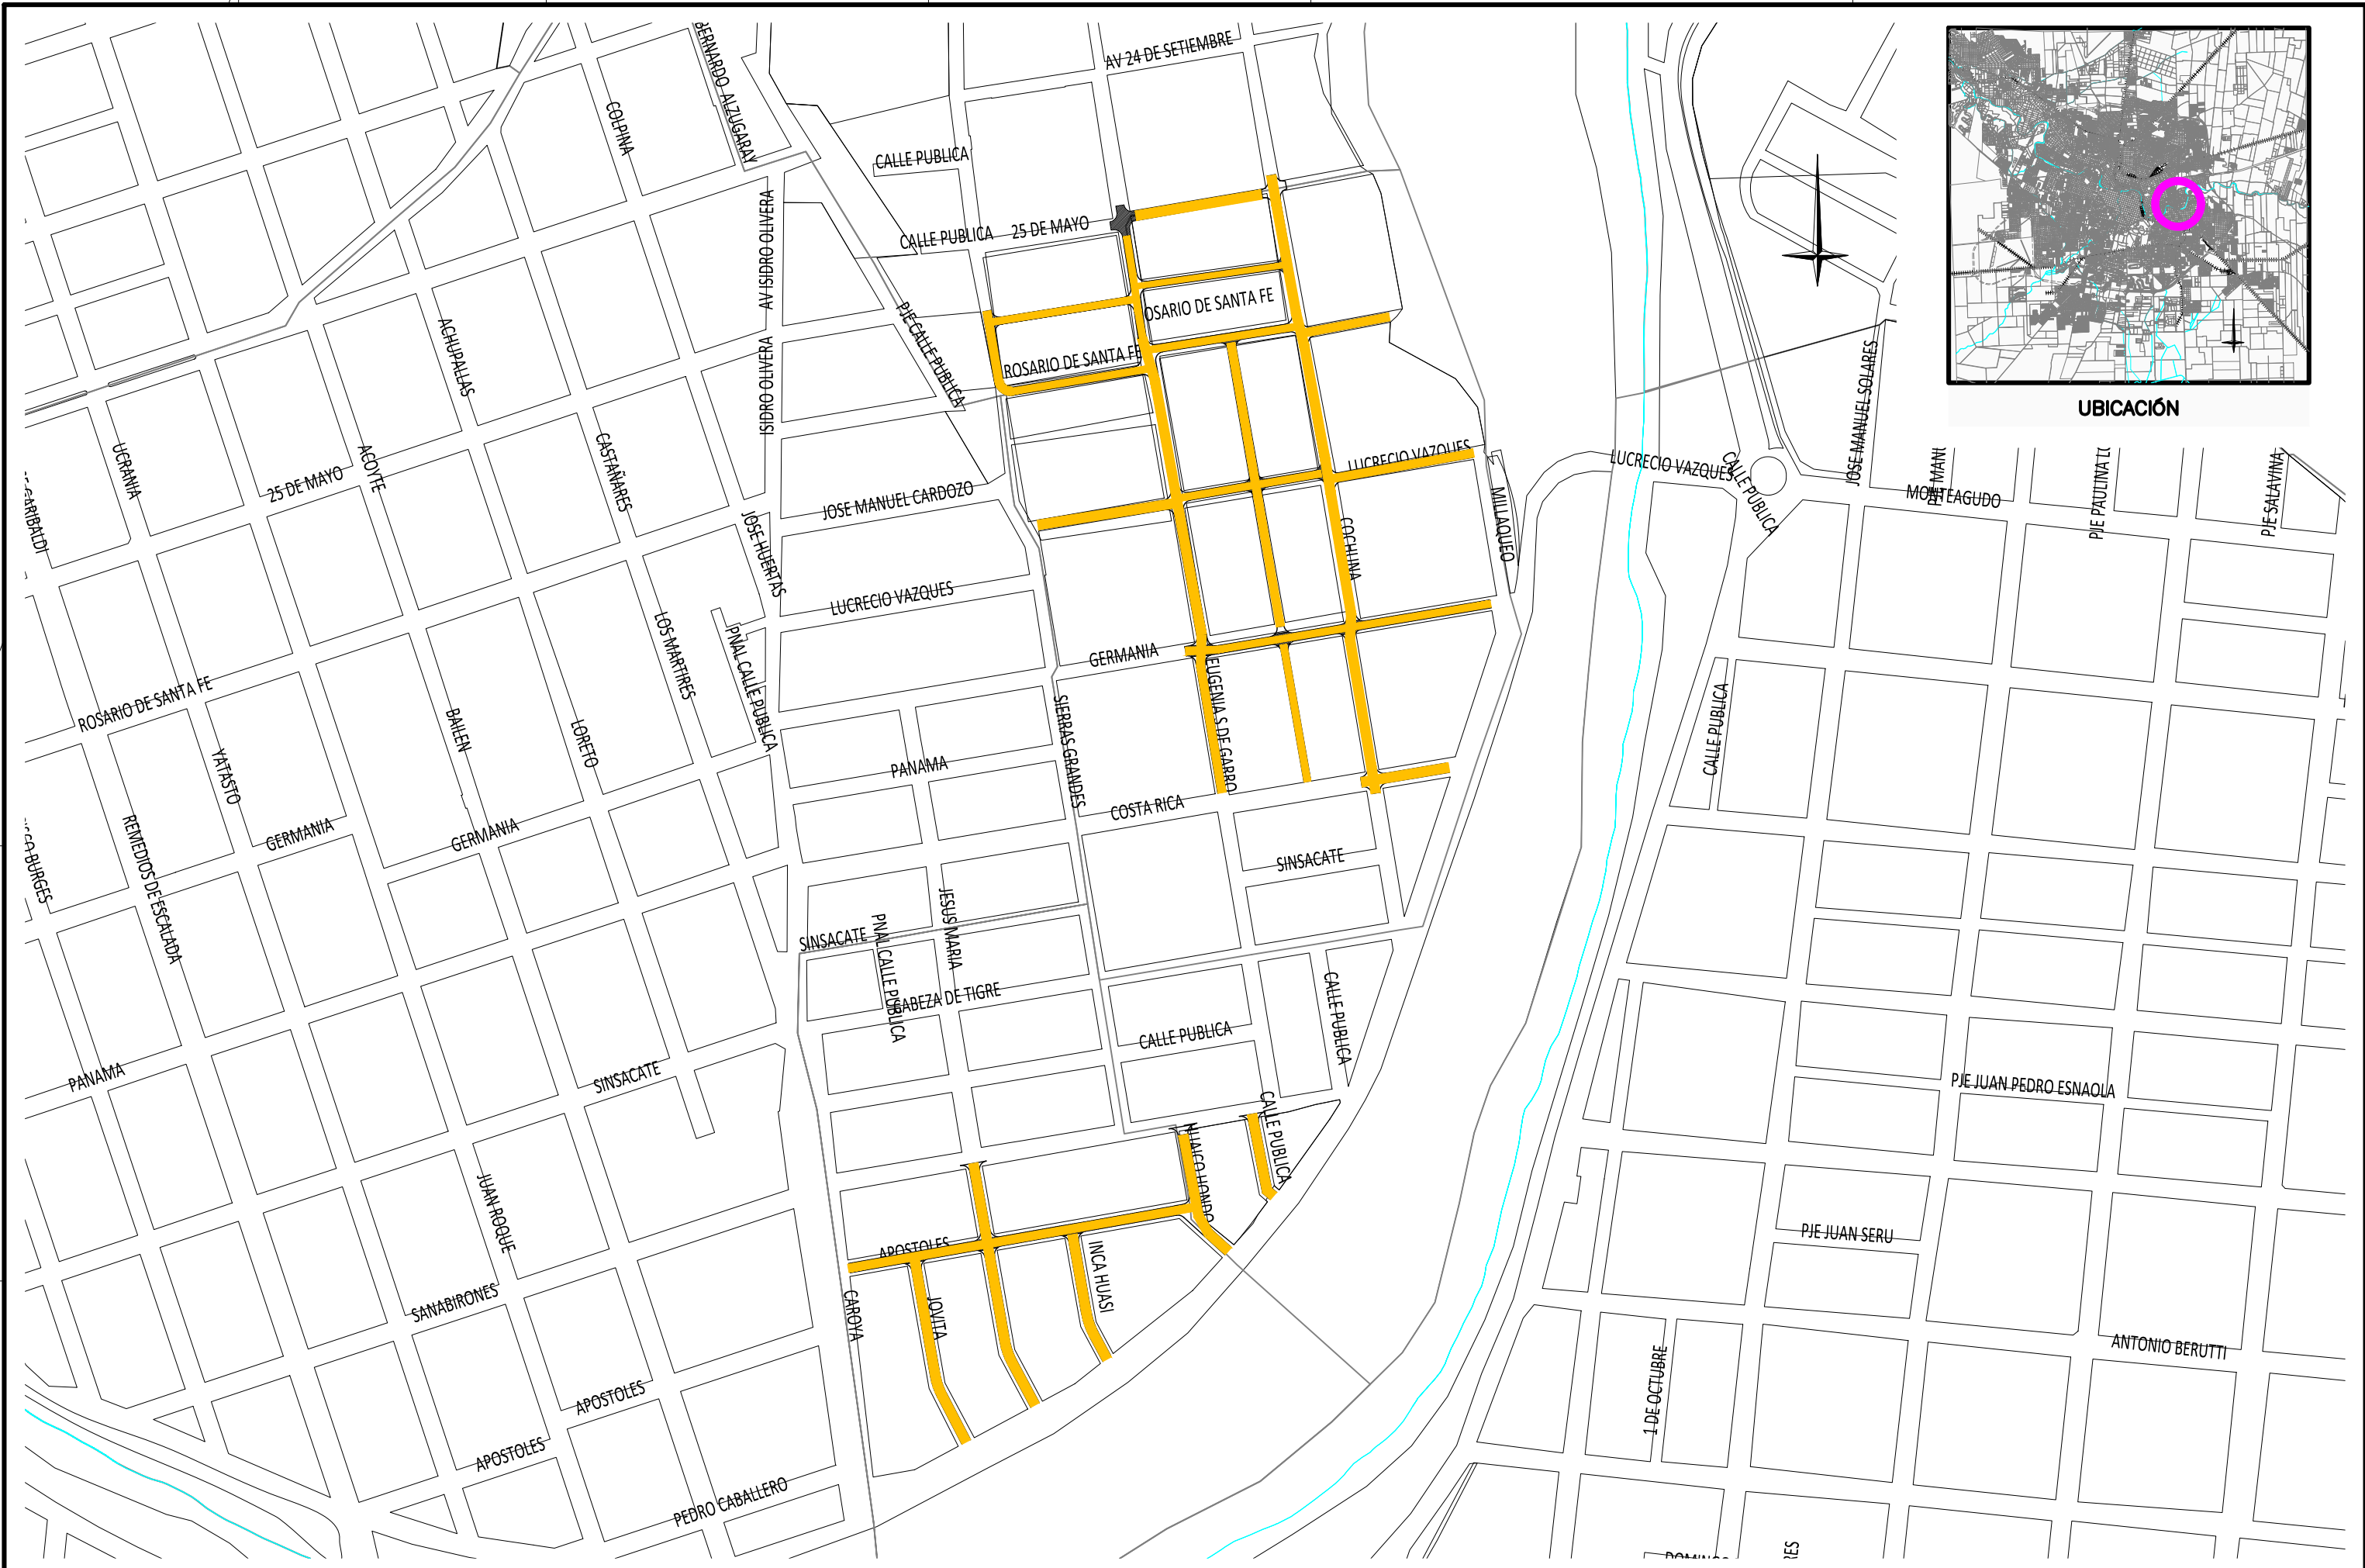 BERNARDO ALZUGARAY
AV 24 DE SETIEMBRE
COLPINA
CALLE PUBLICA
AV ISIDRO OLIVERA
CALLE PUBLICA
25 DE MAYO
OSARIO DE SANTA FE
PJE CALLE PUBLICA
ACHUPALLAS
ISIDRO OLIVERA
ROSARIO DE SANTA FE
JOSE MANUEL SOLARES
UBICACIÓN
UCRANIA
ACOYTE
CASTAÑARES
25 DE MAYO
JOSE MANUEL CARDOZO
LUCRECIO VAZQUES
LUCRECIO VAZQUES
CALLE PUBLICA
MONTEAGUDO
PJE SALAVINA
GARIBALDI
JOSE HUERTAS
COCHINA
MILLAQUEO
LUCRECIO VAZQUES
LOS MARTIRES
PNAL CALLE PUBLICA
GERMANIA
EUGENIA S DE GARRO
CALLE PUBLICA
ROSARIO DE SANTA FE
BAILEN
LORETO
SIERRAS GRANDES
YATASTO
PANAMA
COSTA RICA
GERMANIA
GERMANIA
REMEDIOS DE ESCALADA
BURGES
SINSACATE
SINSACATE
JESUS MARIA
PNAL CALLE PUBLICA
CABEZA DE TIGRE
CALLE PUBLICA
CALLE PUBLICA
PANAMA
SINSACATE
PJE JUAN PEDRO ESNAOLA
CALLE PUBLICA
HUAICO HONDO
JUAN ROQUE
APOSTOLES
PJE JUAN SERU
INCA HUASI
SANABIRONES
CAROYA
JOVITA
ANTONIO BERUTTI
1 DE OCTUBRE
APOSTOLES
APOSTOLES
PEDRO CABALLERO